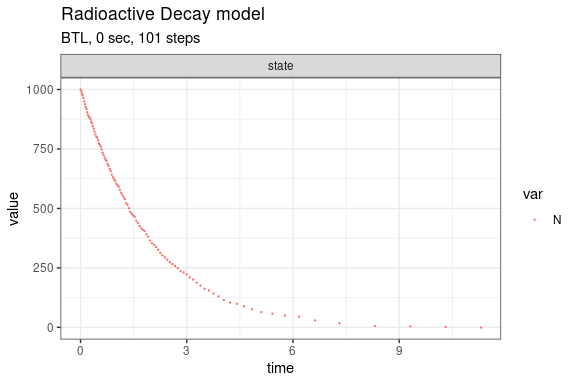 Radioactive Decay model
BTL, 0 sec, 101 steps
state
1000
750
500
250
0
value
0 3 6 9
time
var
N